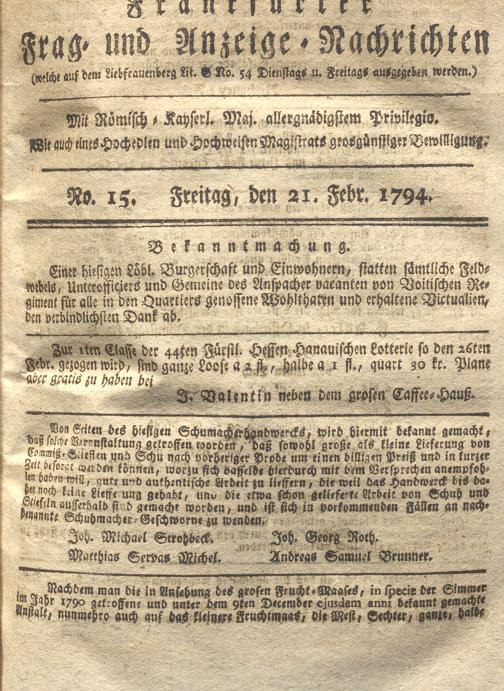 Frankfurter
Frag- und Anzeige-Nachrichten
(welche auf dem Liebfrauenberg Lit. G No. 54 Dienstags u. Freitags ausgegeben werden.)
Mit Römisch-Kayserl. Maj. allergnädigstem Privilegio.
Wie auch eines Hochedlen und Hochweisen Magistrats grosgünstiger Bewilligung.
No. 15. Freitag, den 21. Febr. 1794.
Bekanntmachung.
Einer hiesigen Löbl. Burgerschaft und Einwohnern, statten sämtliche Feld-
webels, Unterofficiers und Gemeine des Anspacher vacanten von Voitischen Re-
giment für alle in den Quartiers genossene Wohlthaten und erhaltene Victualien,
den verbindlichsten Dank ab.
Zur 1ten Classe der 44ten Fürstl. Hessen-Hanauischen Lotterie so den 26ten
Febr. gezogen wird, sind ganze Loose a 2 fl., halbe a 1 fl., quart 30 kr. Plane
aber gratis zu haben bei
J. Valentin neben dem grosen Caffee-Hauß.
Von Seiten des hiesigen Schumacherhandwercks, wird hiermit bekannt gemacht,
daß solche Veranstaltung getroffen worden, daß sowohl große als kleine Lieferung von
Commiß-Stieflen und Schu nach vorheriger Probe um einen billigen Preiß und in kurzer
Zeit besorgt werden können, worzu sich dasselbe hierdurch mit dem Versprechen anempfoh-
len haben will, gute und authentische Arbeit zu lieffern, die weil das Handwerck bis da-
her noch keine Lieffeung gehabt, und die etwa schon gelieferte Arbeit von Schuh und
Stiefeln ausserhalb sind gemacht worden, und ist sich in vorkommenden Fällen an nach-
benannte Schuhmacher-Geschworne zu wenden.
Joh. Michael Strohbeck. Joh. Georg Roth.
Matthias Servas Michel. Andreas Samuel Brunner.
Nachdem man die in Ansehung des grosen Frucht-Maases, in specie der Simmer
im Jahr 1790 getroffene und unter dem 9ten December ejusdem anni bekannt gemachte
Anstalt, nunmehro auch auf das kleinere Fruchtmaas, die Mest, Sechter, ganze, halbe